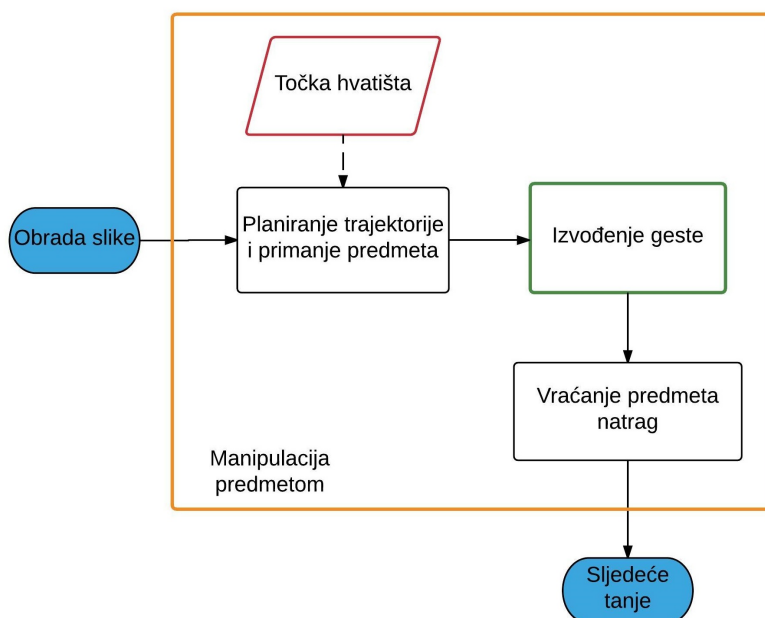 Točka hvatišta
Obrada slike
Planiranje trajektorije
i primanje predmeta
Izvođenje geste
Vraćanje predmeta
natrag
Manipulacija
predmetom
Sljedeće
tanje